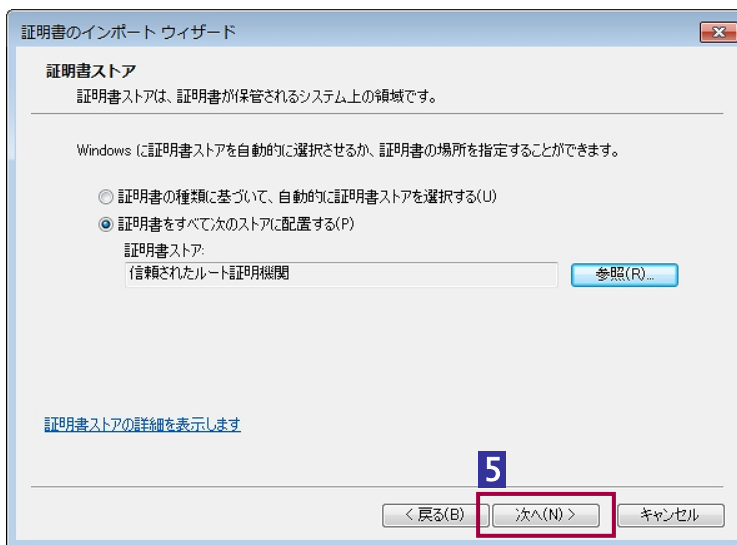 証明書のインポート ウィザード
証明書ストア
証明書ストアは、証明書が保管されるシステム上の領域です。
Windows に証明書ストアを自動的に選択させるか、証明書の場所を指定することができます。
証明書の種類に基づいて、自動的に証明書ストアを選択する(U)
証明書をすべて次のストアに配置する(P)
証明書ストア:
信頼されたルート証明機関
参照(R)...
証明書ストアの詳細を表示します
5
< 戻る(B)
次へ(N) >
キャンセル